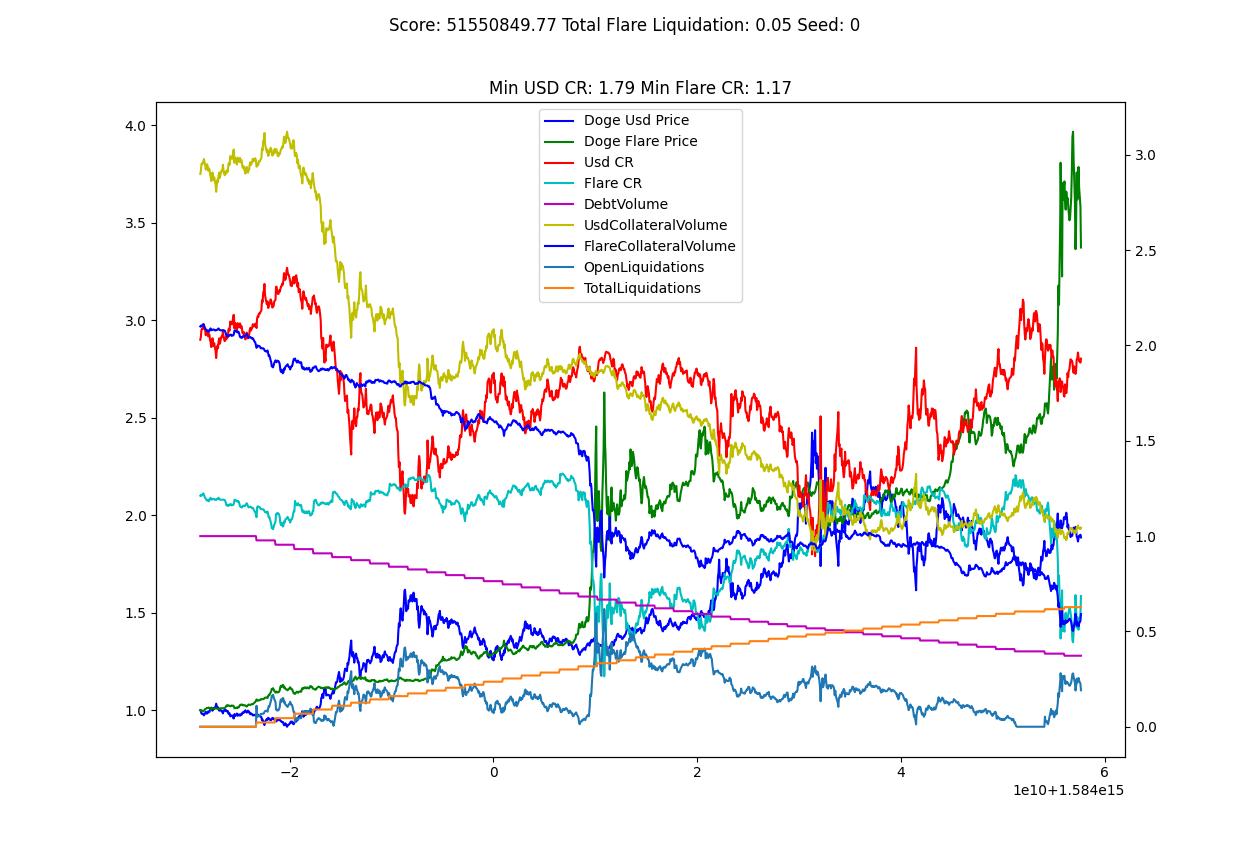 Score: 51550849.77 Total Flare Liquidation: 0.05 Seed: 0
Min USD CR: 1.79 Min Flare CR: 1.17
Doge Usd Price
Doge Flare Price
Usd CR
Flare CR
DebtVolume
UsdCollateralVolume
FlareCollateralVolume
OpenLiquidations
TotalLiquidations
4.0
3.5
3.0
2.5
2.0
1.5
1.0
3.0
2.5
2.0
1.5
1.0
0.5
0.0
−2 0 2 4 6
1e10+1.584e15